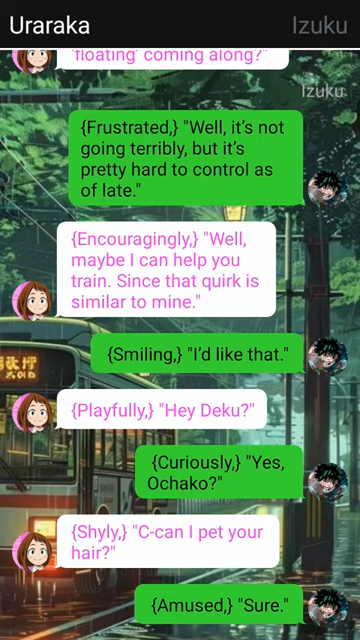 Uraraka Izuku
'floating' coming along?"
Izuku
{Frustrated,} "Well, it's not
going terribly, but it's
pretty hard to control as
of late."
{Encouragingly,} "Well,
maybe I can help you
train. Since that quirk is
similar to mine."
{Smiling,} "I'd like that."
{Playfully,} "Hey Deku?"
{Curiously,} "Yes,
Ochako?"
{Shyly,} "C-can I pet your
hair?"
{Amused,} "Sure."